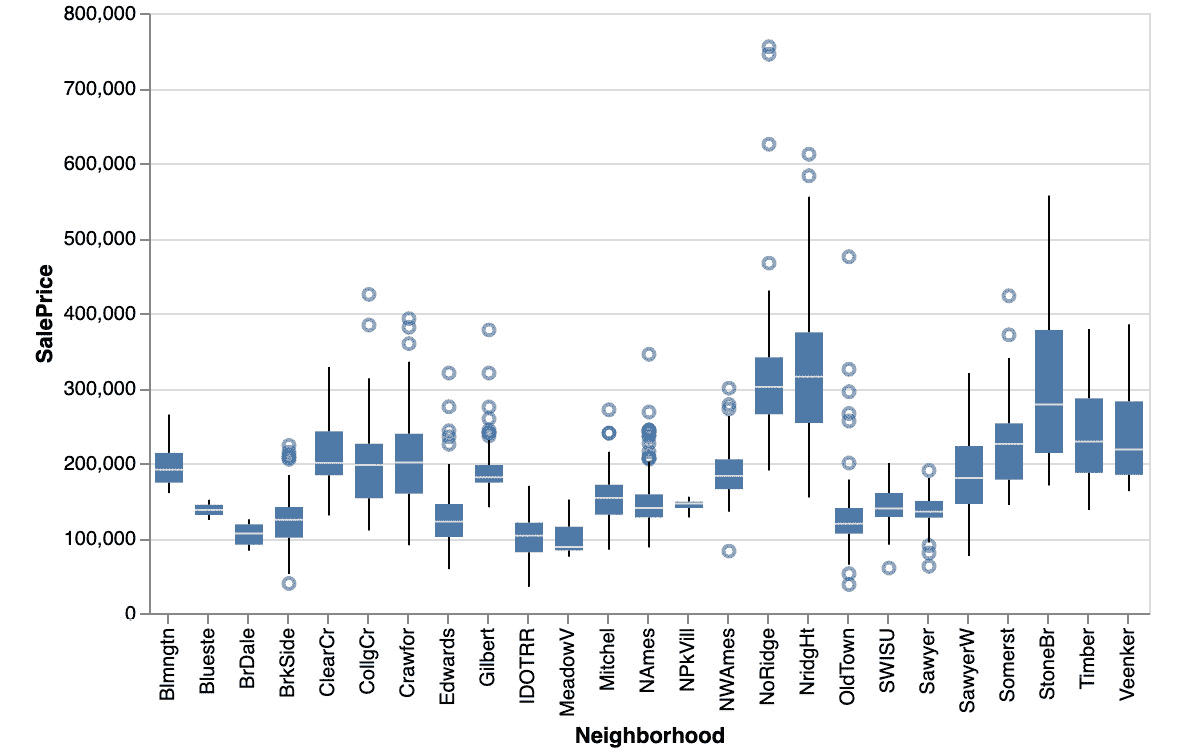 800,000
700,000
600,000
500,000
400,000
300,000
200,000
100,000
0
SalePrice
Blmngtn
Blueste
BrDale
BrkSide
ClearCr
CollgCr
Crawfor
Edwards
Gilbert
IDOTRR
MeadowV
Mitchel
NAmes
NPkVill
NWAmes
NoRidge
NridgHt
OldTown
SWISU
Sawyer
SawyerW
Somerst
StoneBr
Timber
Veenker
Neighborhood